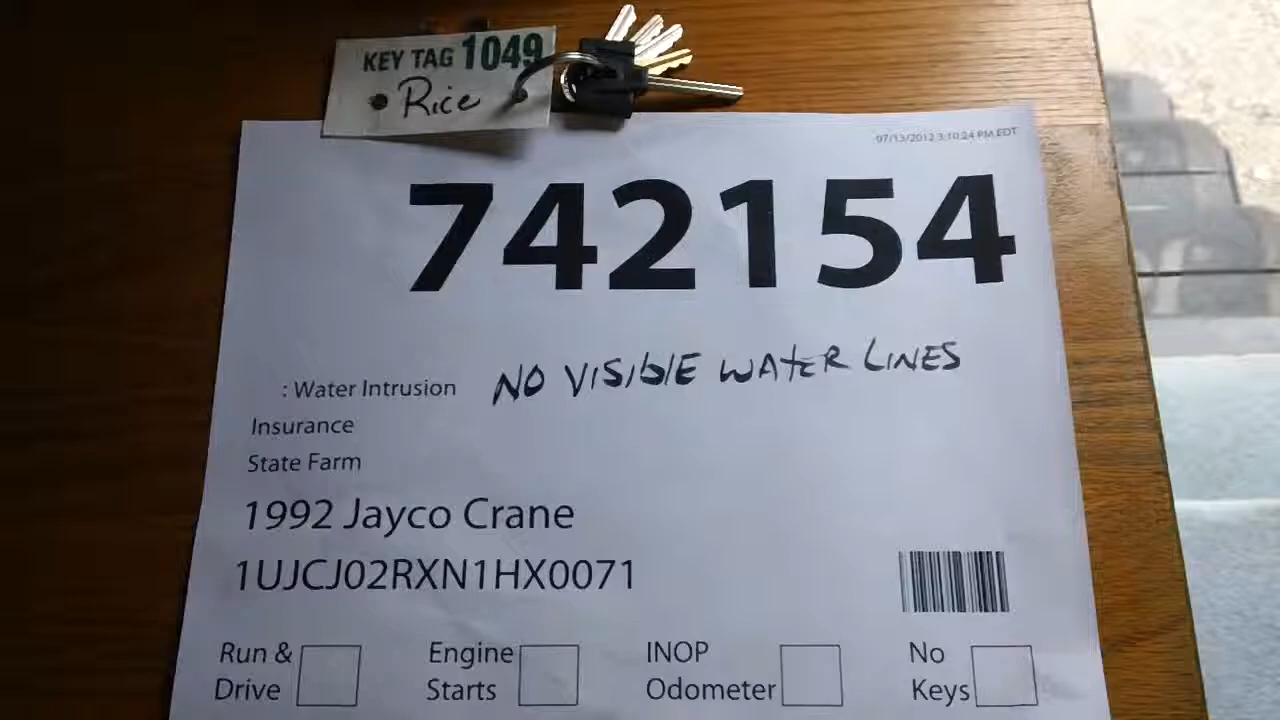 KEY TAG 1049
Rice
07/13/2012 3:10:24 PM EDT
742154
: Water Intrusion NO VISIblE WATER LINES
Insurance
State Farm
1992 Jayco Crane
1UJCJ02RXN1HX0071
Run & Drive
Engine Starts
INOP Odometer
No Keys